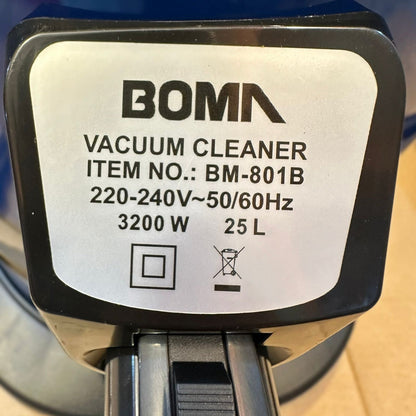 BOMA
VACUUM CLEANER
ITEM NO.: BM-801B
220-240V~50/60Hz
3200 W 25 L